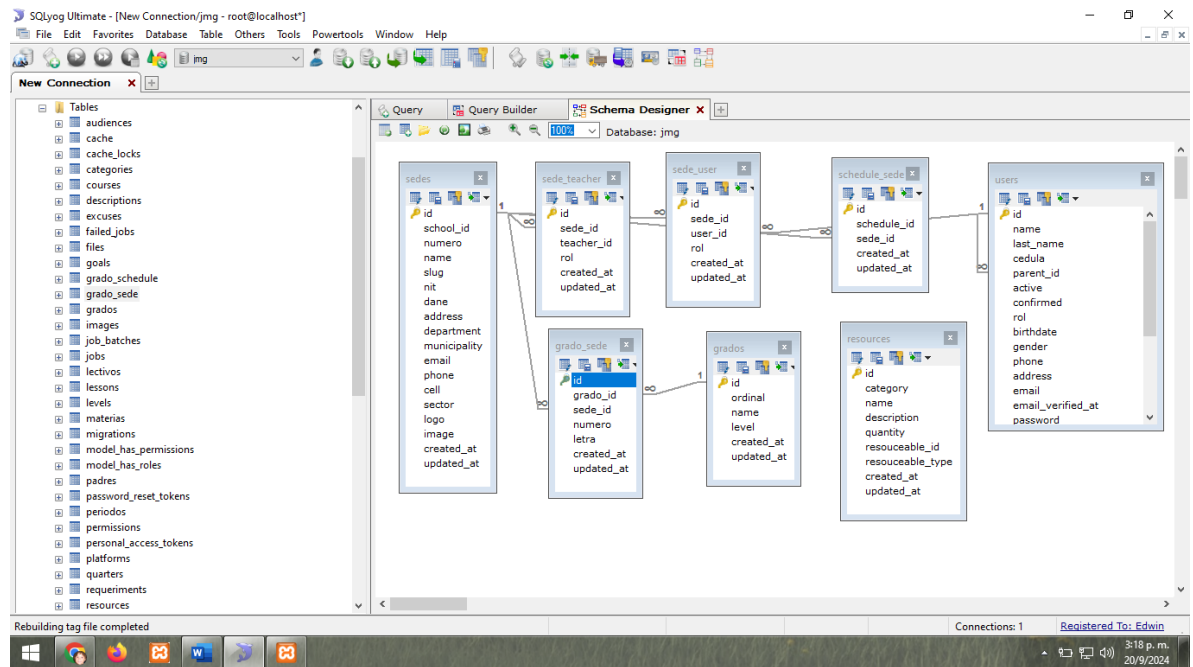 SQLyog Ultimate - [New Connection/jmg - root@localhost*]
File Edit Favorites Database Table Others Tools Powertools Window Help
jmg
New Connection
Tables
audiences
cache
cache_locks
categories
courses
descriptions
excuses
failed_jobs
files
goals
grado_schedule
grado_sede
grados
images
job_batches
jobs
lectivos
lessons
levels
materias
migrations
model_has_permissions
model_has_roles
padres
password_reset_tokens
periodos
permissions
personal_access_tokens
platforms
quarters
requeriments
resources
Query Query Builder Schema Designer
100% Database: jmg
sedes
id
school_id
numero
name
slug
nit
dane
address
department
municipality
email
phone
cell
sector
logo
image
created_at
updated_at
sede_teacher
id
sede_id
teacher_id
rol
created_at
updated_at
sede_user
id
sede_id
user_id
rol
created_at
updated_at
schedule_sede
id
schedule_id
sede_id
created_at
updated_at
users
id
name
last_name
cedula
parent_id
active
confirmed
rol
birthdate
gender
phone
address
email
email_verified_at
password
grado_sede
id
grado_id
sede_id
numero
letra
created_at
updated_at
grados
id
ordinal
name
level
created_at
updated_at
resources
id
category
name
description
quantity
resouceable_id
resouceable_type
created_at
updated_at
1
∞
∞
∞
∞
1
∞
∞
1
∞
Rebuilding tag file completed
Connections: 1
Registered To: Edwin
3:18 p. m.
20/9/2024